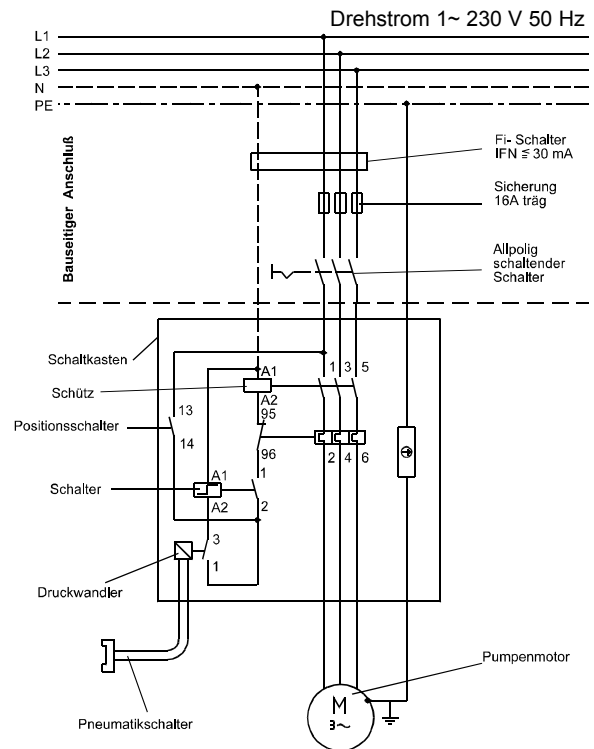 Drehstrom 1~ 230 V 50 Hz
L1
L2
L3
N
PE
Bauseitiger Anschluß
Fi- Schalter
IFN ≦ 30 mA
Sicherung
16A träg
Allpolig
schaltender
Schalter
Schaltkasten
A1
1 3 5
Schütz
A2
13
95
Positionsschalter
14
96
2 4 6
A1
1
Schalter
A2
2
3
1
Druckwandler
Pumpenmotor
M
3~
Pneumatikschalter